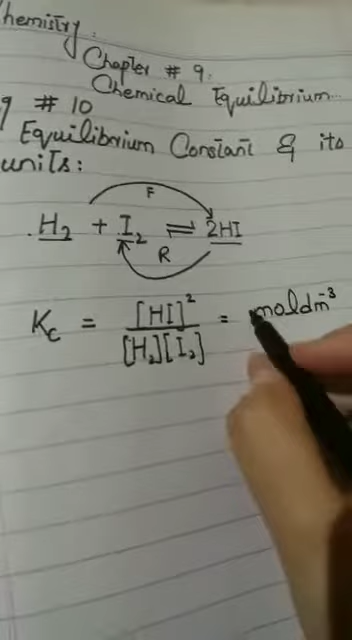 Chemistry.
Chapter # 9.
Chemical Equilibrium...
# 10
Equilibrium Constant & its
units:
F
H₂ + I₂ ⇌ 2HI
R
Kc = [HI]² / [H₂][I₂] = moldm⁻³